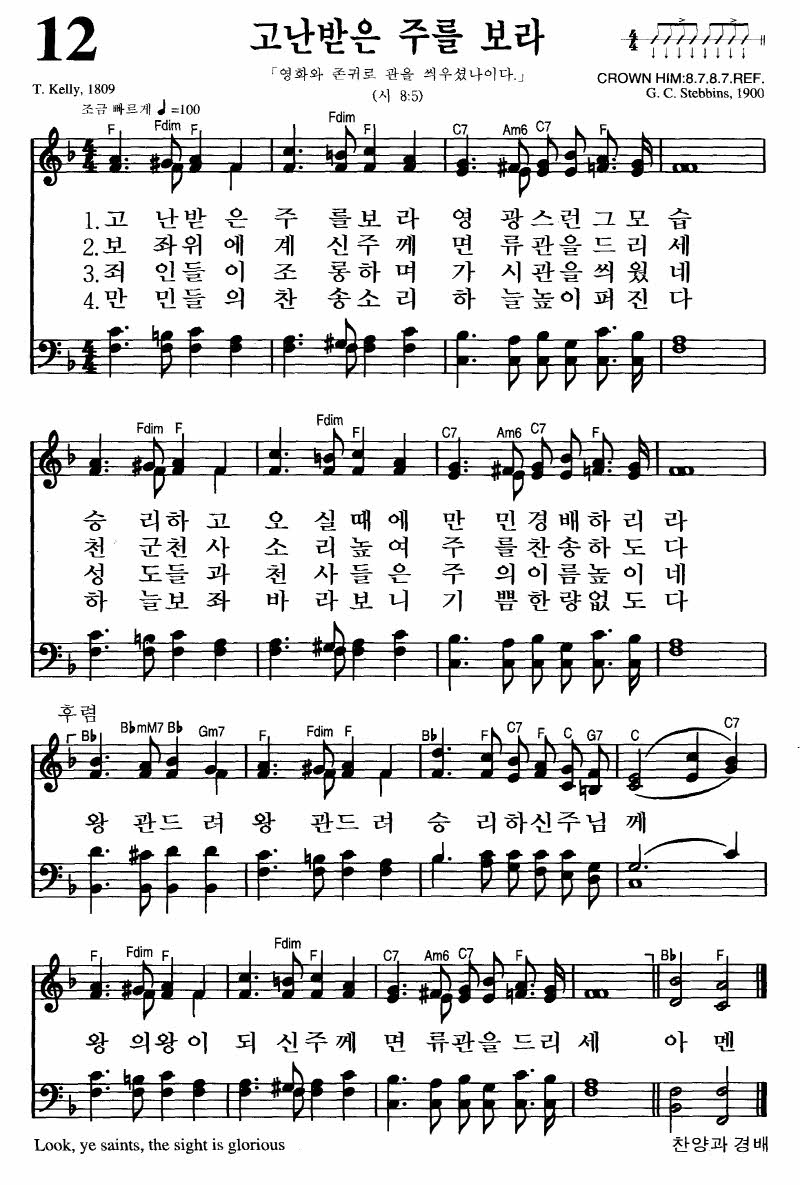 12
고난받은 주를 보라
「영화와 존귀로 관을 씌우셨나이다.」
(시 8:5)
T. Kelly, 1809
CROWN HIM:8.7.8.7.REF.
G. C. Stebbins, 1900
조금 빠르게 ♩=100
F Fdim F Fdim F C7 Am6 C7 F
4/4
1.고 난받 은 주 를보 라 영 광스런 그 모 습
2.보 좌위 에 계 신주 께 면 류관을 드 리 세
3.죄 인들 이 조 롱하 며 가 시관을 씌 웠 네
4.만 민들 의 찬 송소 리 하 늘높이 퍼 진 다
Fdim F Fdim F C7 Am6 C7 F
승 리하 고 오 실때 에 만 민경배 하 리 라
천 군천 사 소 리높 여 주 를찬송 하 도 다
성 도들 과 천 사들 은 주 의이름 높 이 네
하 늘보 좌 바 라보 니 기 쁨한량 없 도 다
후 렴
B♭ B♭mM7 B♭ Gm7 F Fdim F B♭ F C7 F C G7 C C7
왕 관드 려 왕 관드 려 승 리하신주님 께
F Fdim F Fdim F C7 Am6 C7 F B♭ F
왕 의왕 이 되 신주 께 면 류관을 드 리 세 아 멘
Look, ye saints, the sight is glorious
찬양과 경배